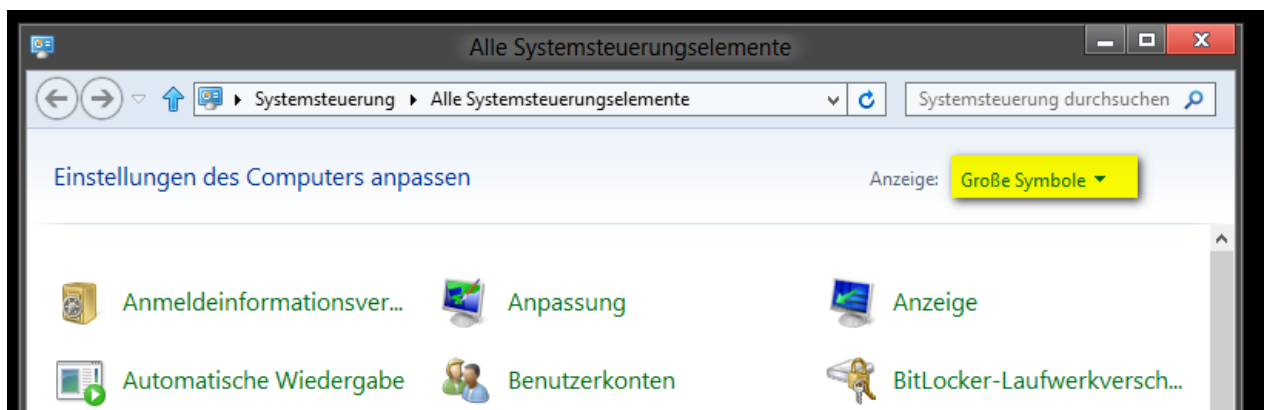 Alle Systemsteuerungselemente
Systemsteuerung Alle Systemsteuerungselemente Systemsteuerung durchsuchen
Einstellungen des Computers anpassen Anzeige: Große Symbole
Anmeldeinformationsver... Anpassung Anzeige
Automatische Wiedergabe Benutzerkonten BitLocker-Laufwerkversch...